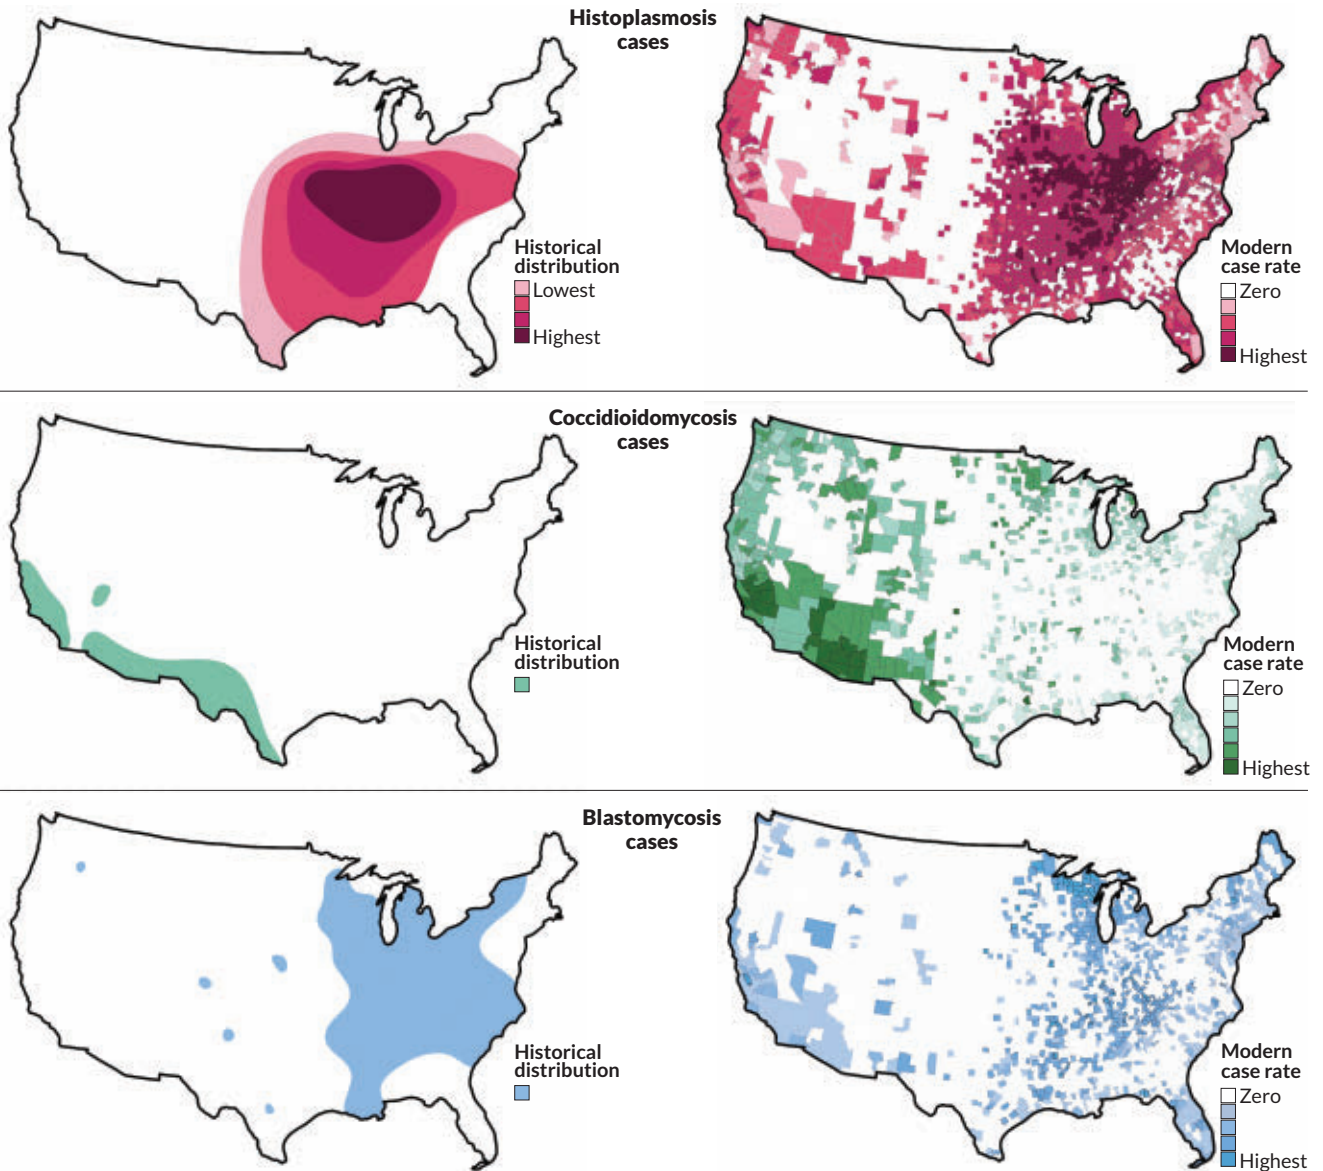 Histoplasmosis
cases
Historical
distribution
Lowest
Highest
Modern
case rate
Zero
Highest
Coccidioidomycosis
cases
Historical
distribution
Modern
case rate
Zero
Highest
Blastomycosis
cases
Historical
distribution
Modern
case rate
Zero
Highest